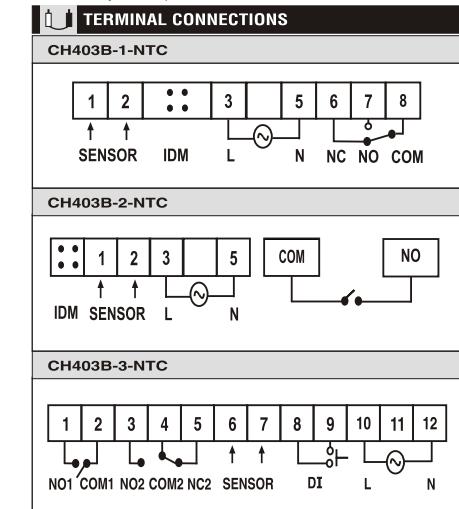 TERMINAL CONNECTIONS
CH403B-1-NTC
1 2 3 5 6 7 8
SENSOR IDM L N NC NO COM
CH403B-2-NTC
1 2 3 5 COM NO
IDM SENSOR L N
CH403B-3-NTC
1 2 3 4 5 6 7 8 9 10 11 12
NO1 COM1 NO2 COM2 NC2 SENSOR DI L N